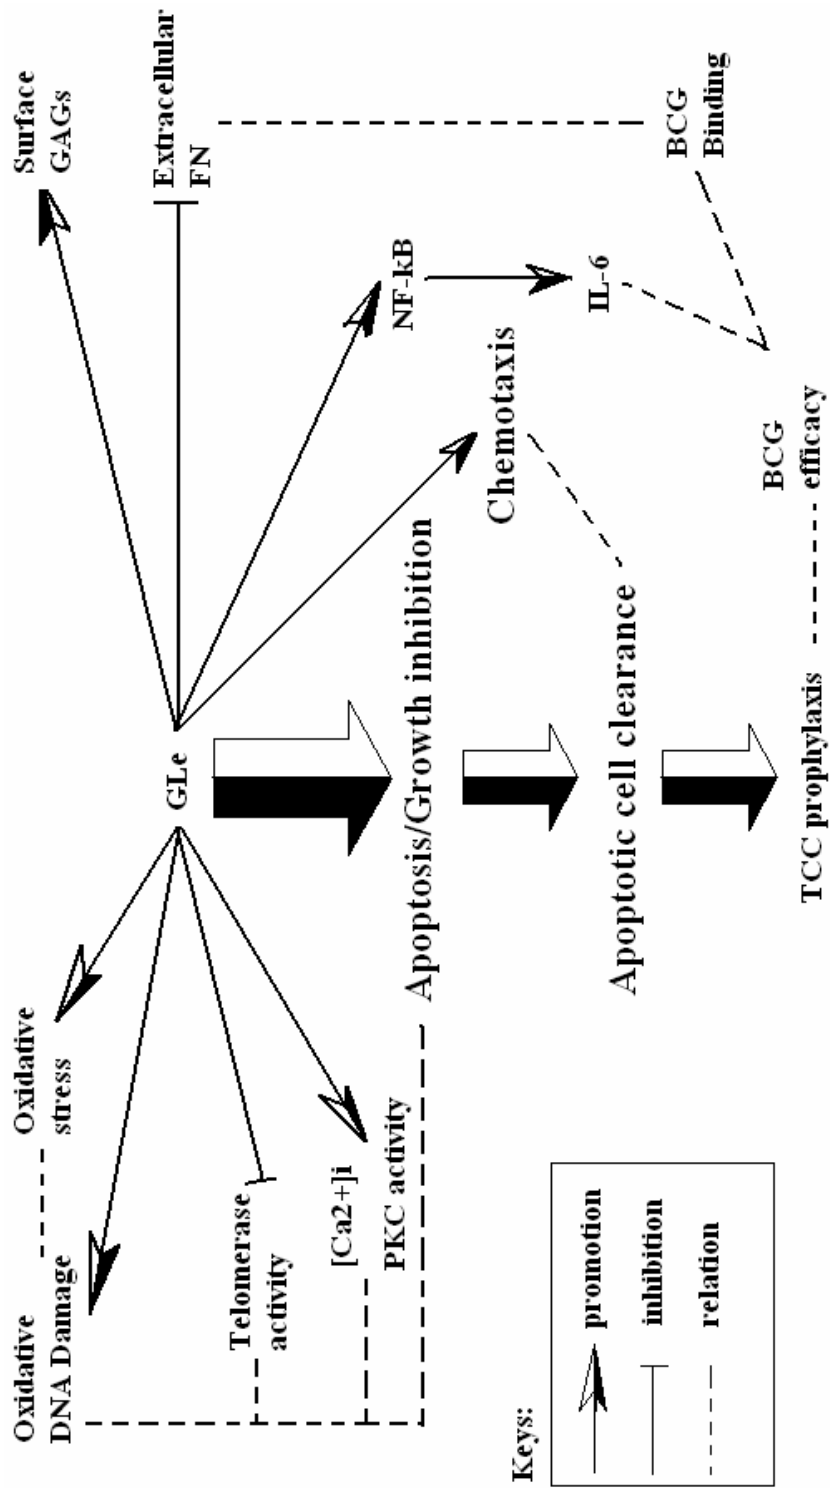 Oxidative
DNA Damage
Oxidative
stress
Surface
GAGs
Telomerase
activity
GLe
Extracellular
FN
[Ca2+]i
PKC activity
Apoptosis/Growth inhibition
NF-kB
Chemotaxis
IL-6
BCG
Binding
Apoptotic cell clearance
BCG
efficacy
TCC prophylaxis
Keys:
promotion
inhibition
relation